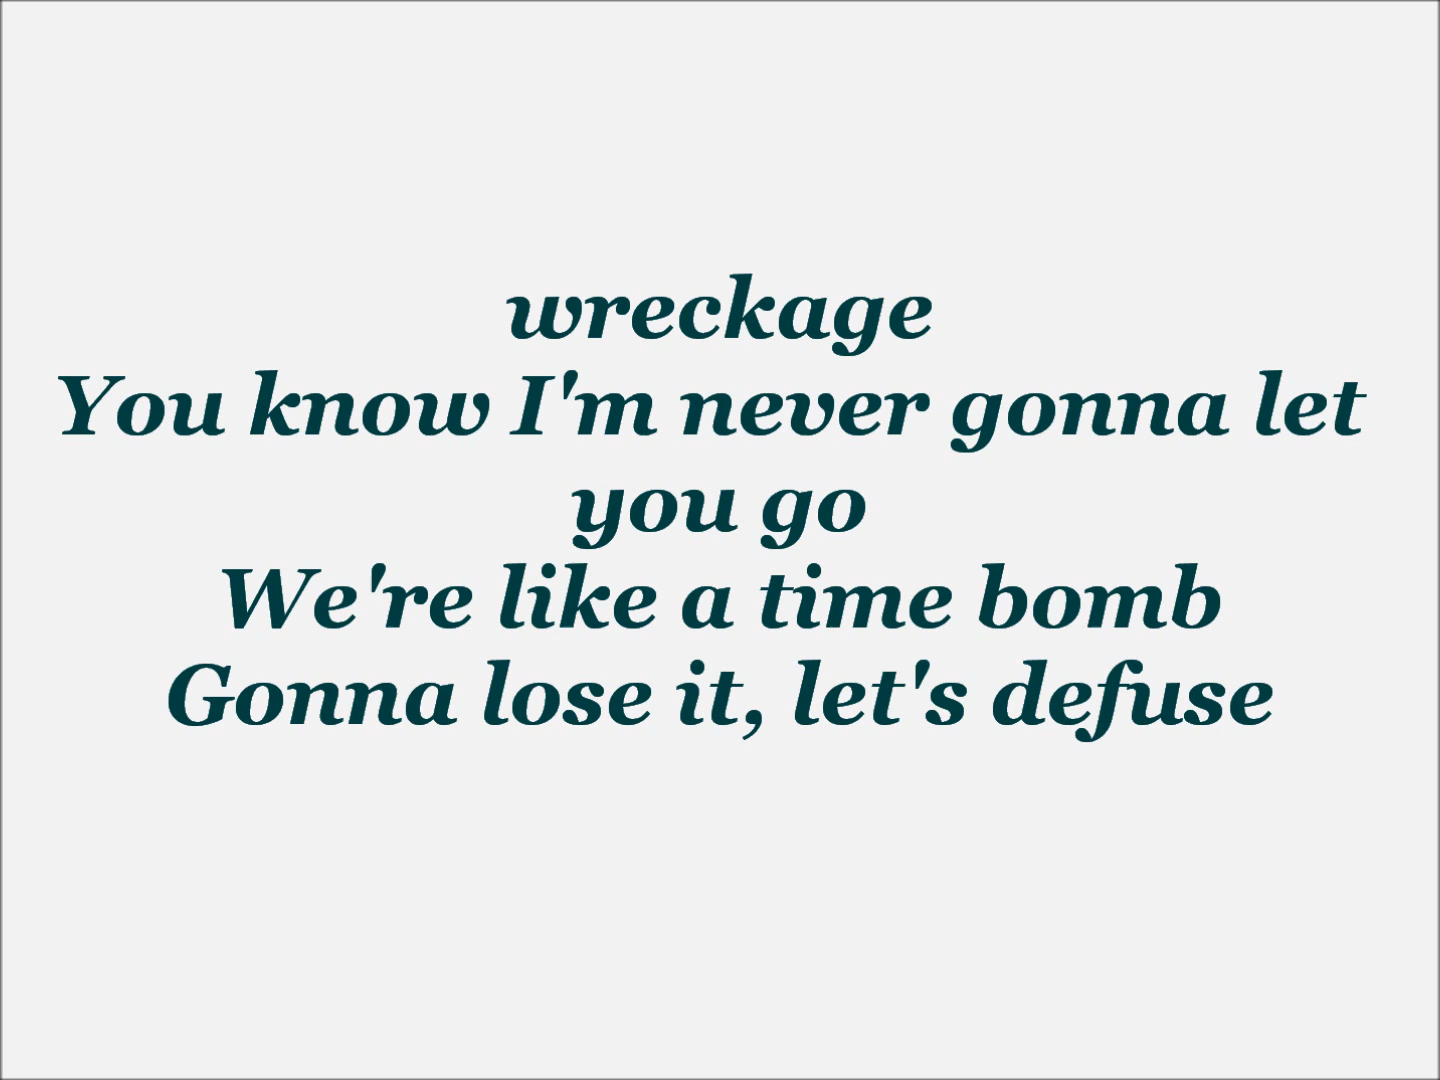 wreckage
You know I'm never gonna let
you go
We're like a time bomb
Gonna lose it, let's defuse